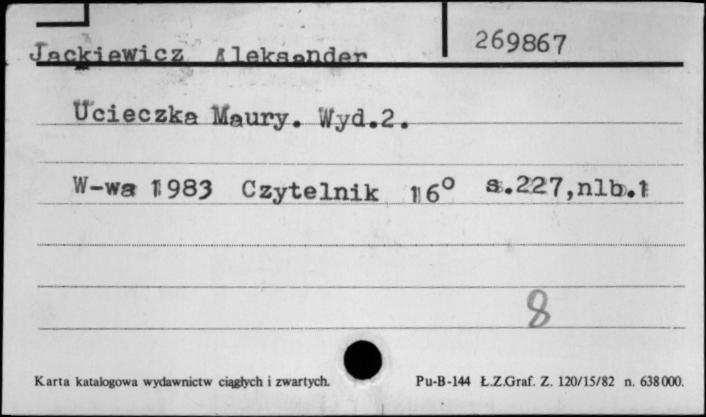 Jackiewicz Aleksander 269867
Ucieczka Maury. Wyd.2.
W-wa 1983 Czytelnik 16° s.227,nlb.1
8
Karta katalogowa wydawnictw ciągłych i zwartych. Pu-B-144 Ł.Z.Graf. Z. 120/15/82 n. 638000.